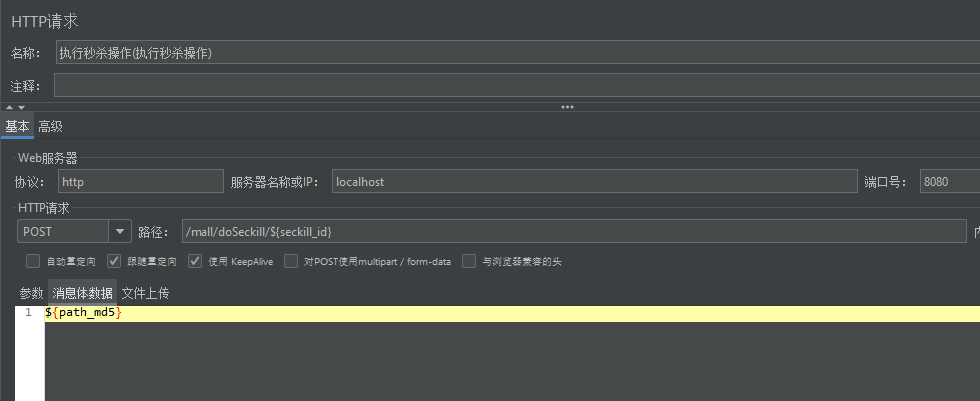 HTTP请求
名称： 执行秒杀操作(执行秒杀操作)
注释：
基本 高级
Web服务器
协议： http 服务器名称或IP： localhost 端口号： 8080
HTTP请求
POST 路径： /mall/doSeckill/${seckill_id}
自动重定向 跟随重定向 使用 KeepAlive 对POST使用multipart / form-data 与浏览器兼容的头
参数 消息体数据 文件上传
1 ${path_md5}